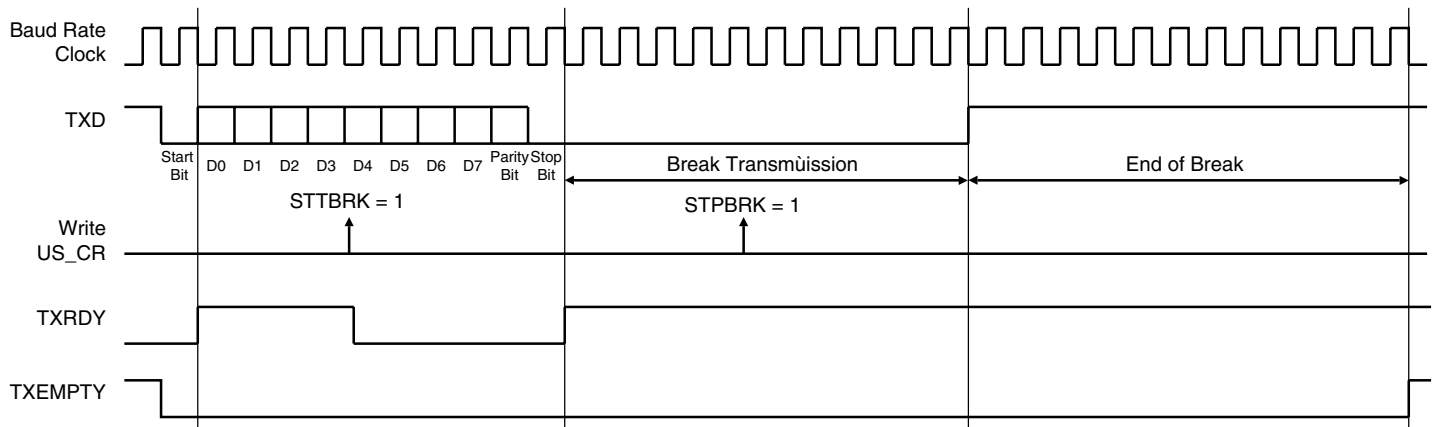 Baud Rate
Clock
TXD
Start
Bit
D0
D1
D2
D3
D4
D5
D6
D7
Parity
Bit
Stop
Bit
Break Transmùission
End of Break
STTBRK = 1
STPBRK = 1
Write
US_CR
TXRDY
TXEMPTY